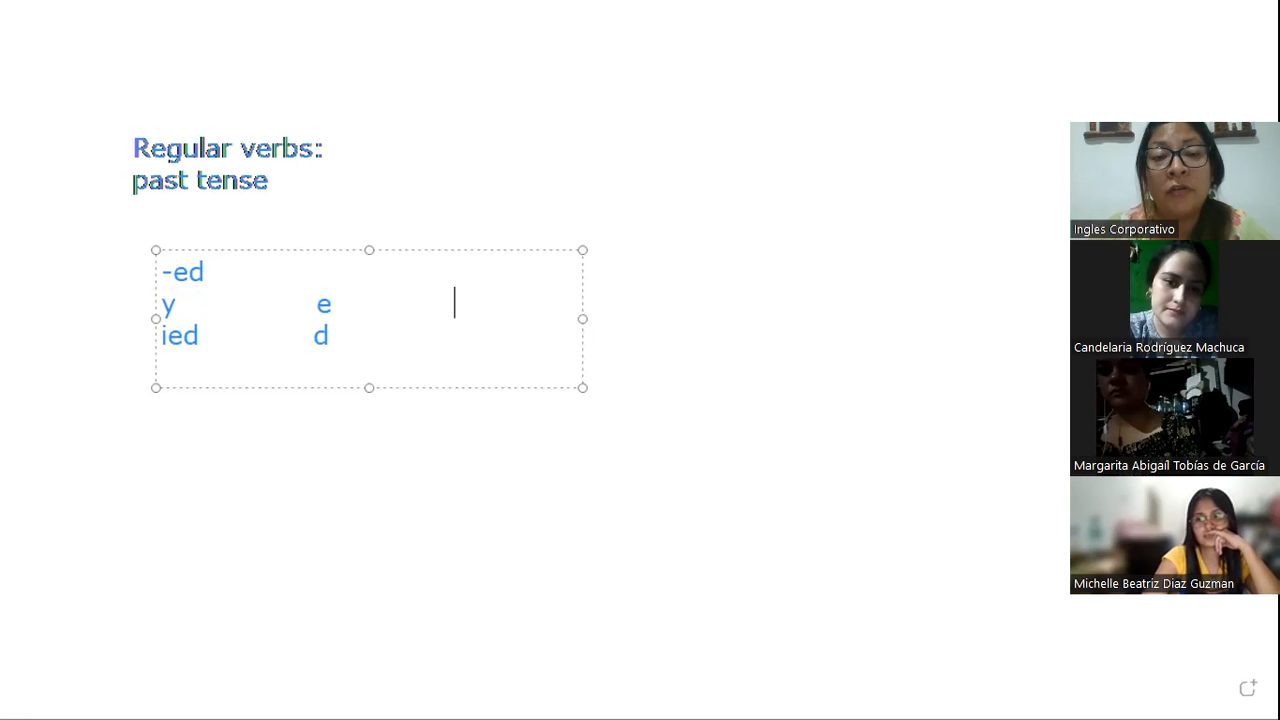 Regular verbs:
past tense
-ed
y e
ied d
Ingles Corporativo
Candelaria Rodríguez Machuca
Margarita Abigaíl Tobías de García
Michelle Beatriz Diaz Guzman